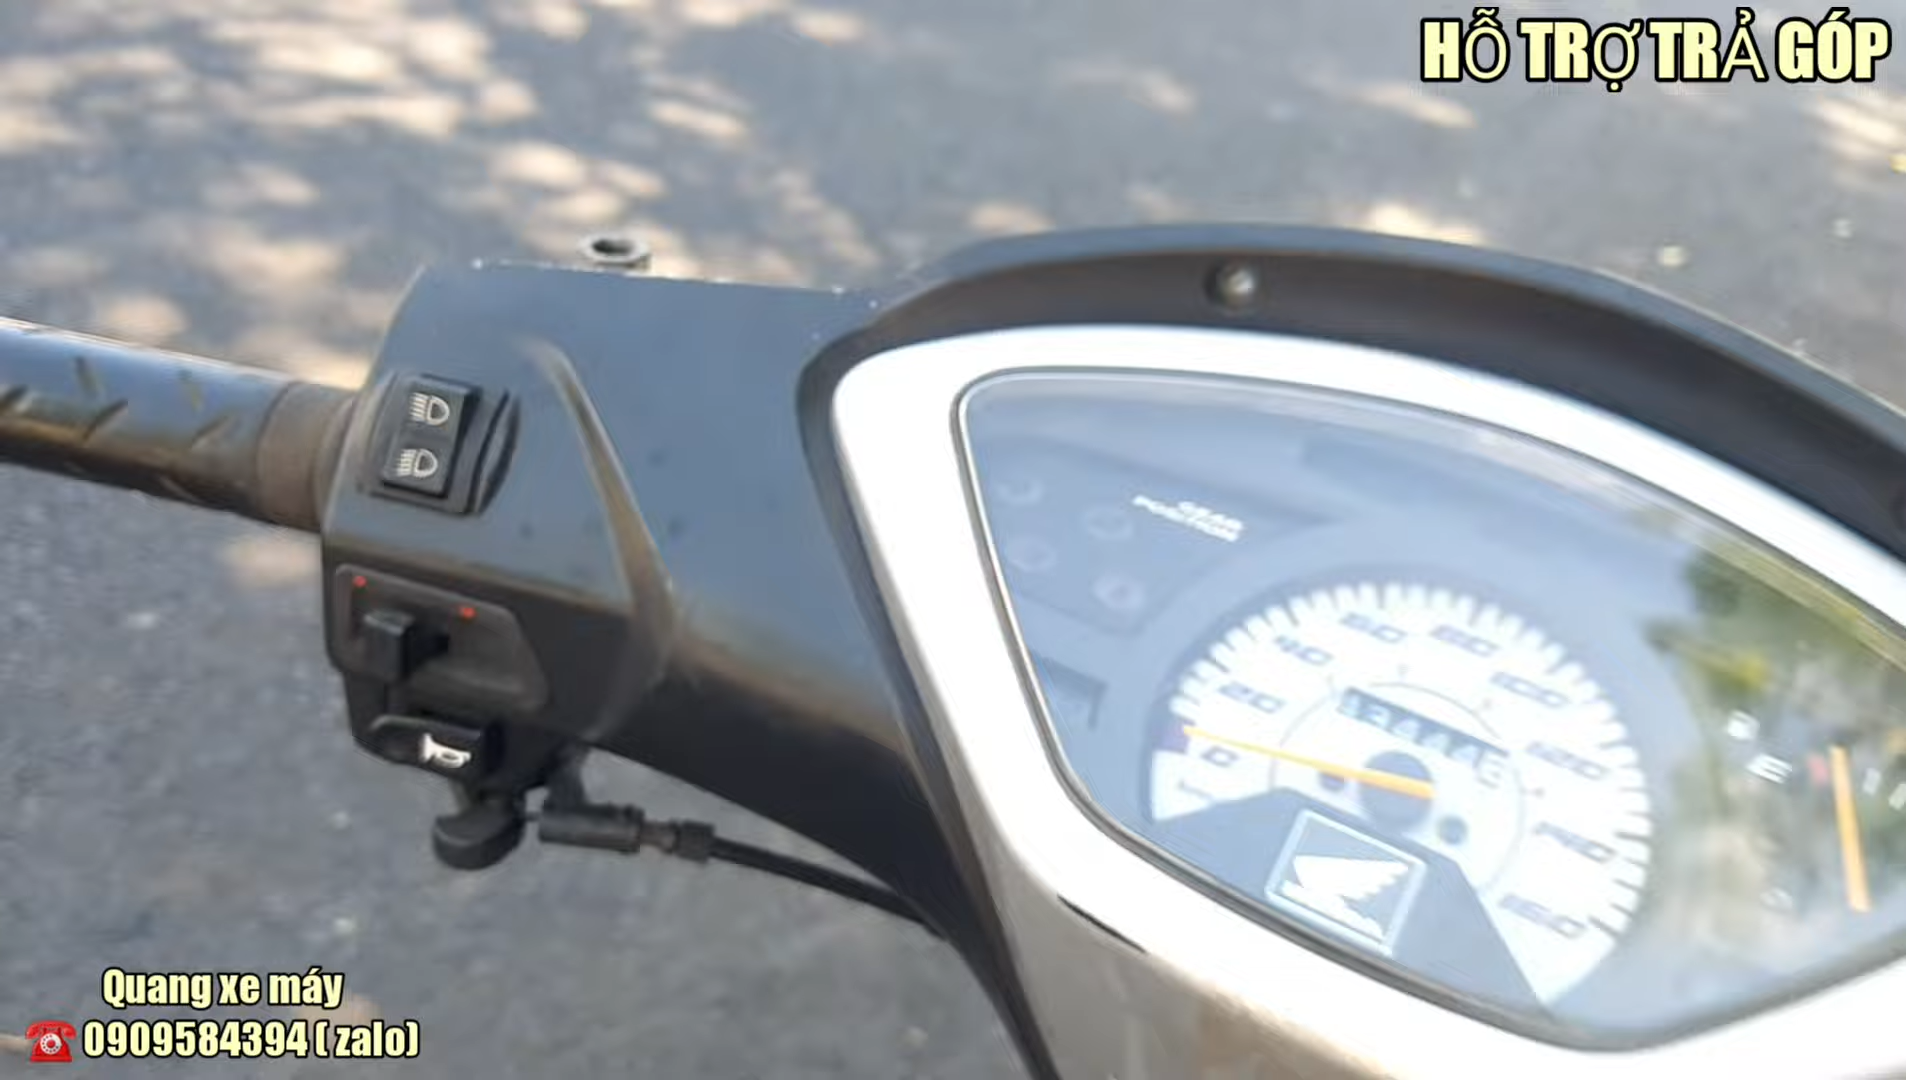 HỖ TRỢ TRẢ GÓP
GEAR
POSITION
60
80
40
100
20
120
0
140
160
E
Quang xe máy
☎ 0909584394 ( zalo)